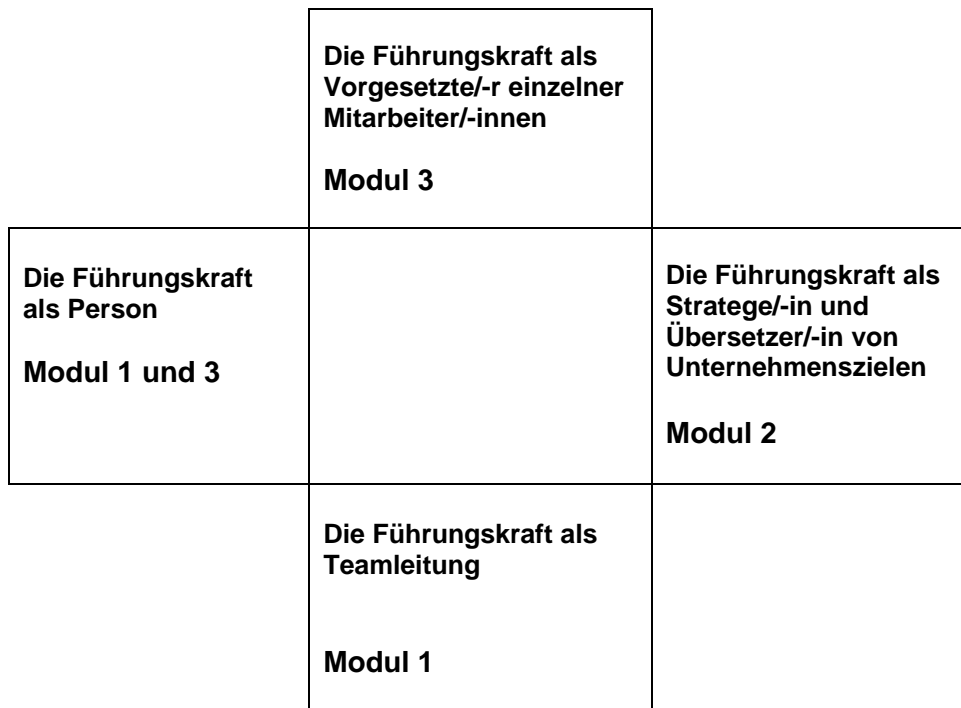 Die Führungskraft als
Vorgesetzte/-r einzelner
Mitarbeiter/-innen
Modul 3
Die Führungskraft
als Person
Modul 1 und 3
Die Führungskraft als
Stratege/-in und
Übersetzer/-in von
Unternehmenszielen
Modul 2
Die Führungskraft als
Teamleitung
Modul 1